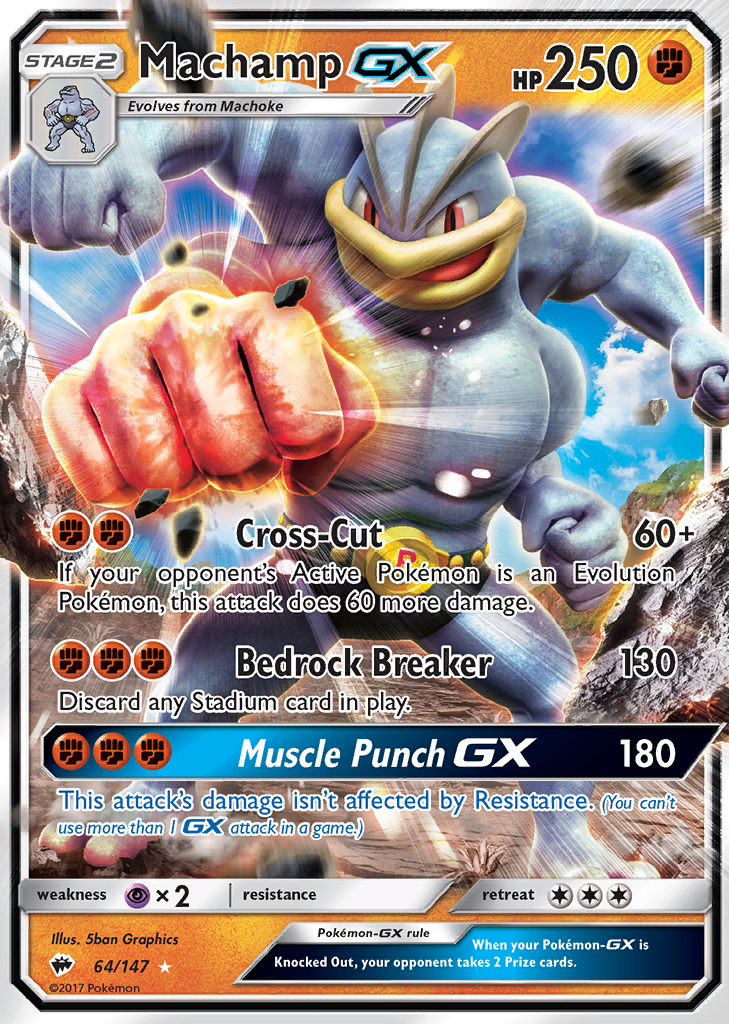 STAGE2 Machamp GX HP250
Evolves from Machoke
Cross-Cut 60+
If your opponent's Active Pokémon is an Evolution
Pokémon, this attack does 60 more damage.
Bedrock Breaker 130
Discard any Stadium card in play.
Muscle Punch GX 180
This attack's damage isn't affected by Resistance. (You can't
use more than 1 GX attack in a game.)
weakness ×2 resistance retreat
Illus. 5ban Graphics
64/147
©2017 Pokémon
Pokémon-GX rule
When your Pokémon-GX is
Knocked Out, your opponent takes 2 Prize cards.